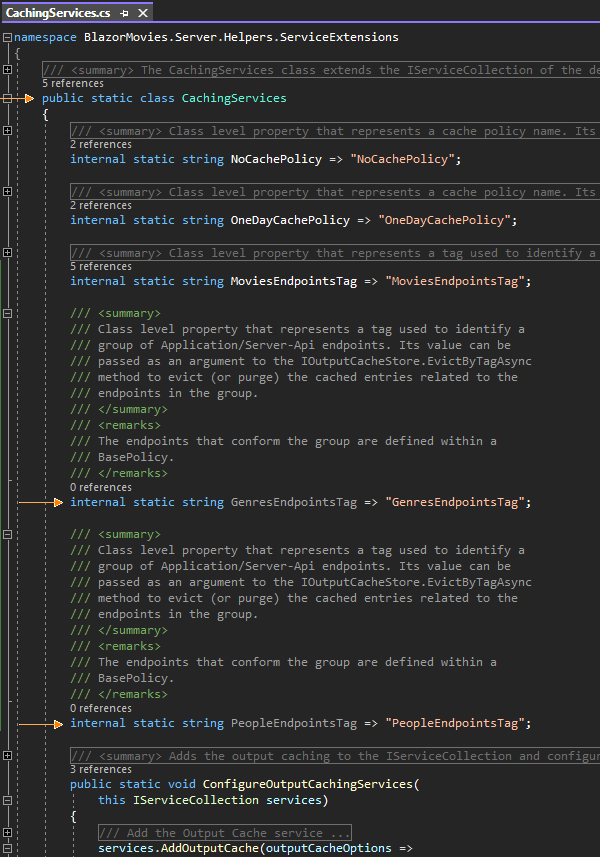 CachingServices.cs
namespace BlazorMovies.Server.Helpers.ServiceExtensions
{
/// <summary> The CachingServices class extends the IServiceCollection of the de
5 references
public static class CachingServices
{
/// <summary> Class level property that represents a cache policy name. Its
2 references
internal static string NoCachePolicy => "NoCachePolicy";
/// <summary> Class level property that represents a cache policy name. Its
2 references
internal static string OneDayCachePolicy => "OneDayCachePolicy";
/// <summary> Class level property that represents a tag used to identify a
5 references
internal static string MoviesEndpointsTag => "MoviesEndpointsTag";
/// <summary>
/// Class level property that represents a tag used to identify a
/// group of Application/Server-Api endpoints. Its value can be
/// passed as an argument to the IOutputCacheStore.EvictByTagAsync
/// method to evict (or purge) the cached entries related to the
/// endpoints in the group.
/// </summary>
/// <remarks>
/// The endpoints that conform the group are defined within a
/// BasePolicy.
/// </remarks>
0 references
internal static string GenresEndpointsTag => "GenresEndpointsTag";
/// <summary>
/// Class level property that represents a tag used to identify a
/// group of Application/Server-Api endpoints. Its value can be
/// passed as an argument to the IOutputCacheStore.EvictByTagAsync
/// method to evict (or purge) the cached entries related to the
/// endpoints in the group.
/// </summary>
/// <remarks>
/// The endpoints that conform the group are defined within a
/// BasePolicy.
/// </remarks>
0 references
internal static string PeopleEndpointsTag => "PeopleEndpointsTag";
/// <summary> Adds the output caching to the IServiceCollection and configur
3 references
public static void ConfigureOutputCachingServices(
this IServiceCollection services)
{
/// Add the Output Cache service ...
services.AddOutputCache(outputCacheOptions =>